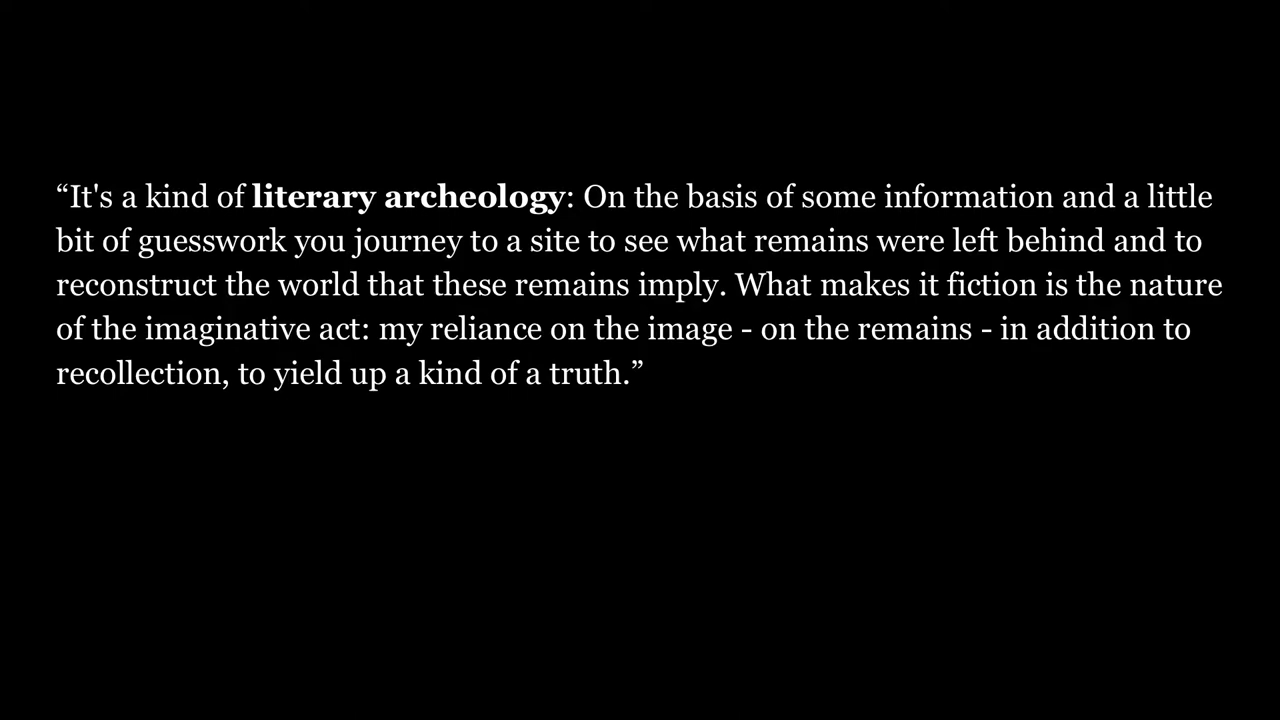 “It's a kind of literary archeology: On the basis of some information and a little
bit of guesswork you journey to a site to see what remains were left behind and to
reconstruct the world that these remains imply. What makes it fiction is the nature
of the imaginative act: my reliance on the image - on the remains - in addition to
recollection, to yield up a kind of a truth.”